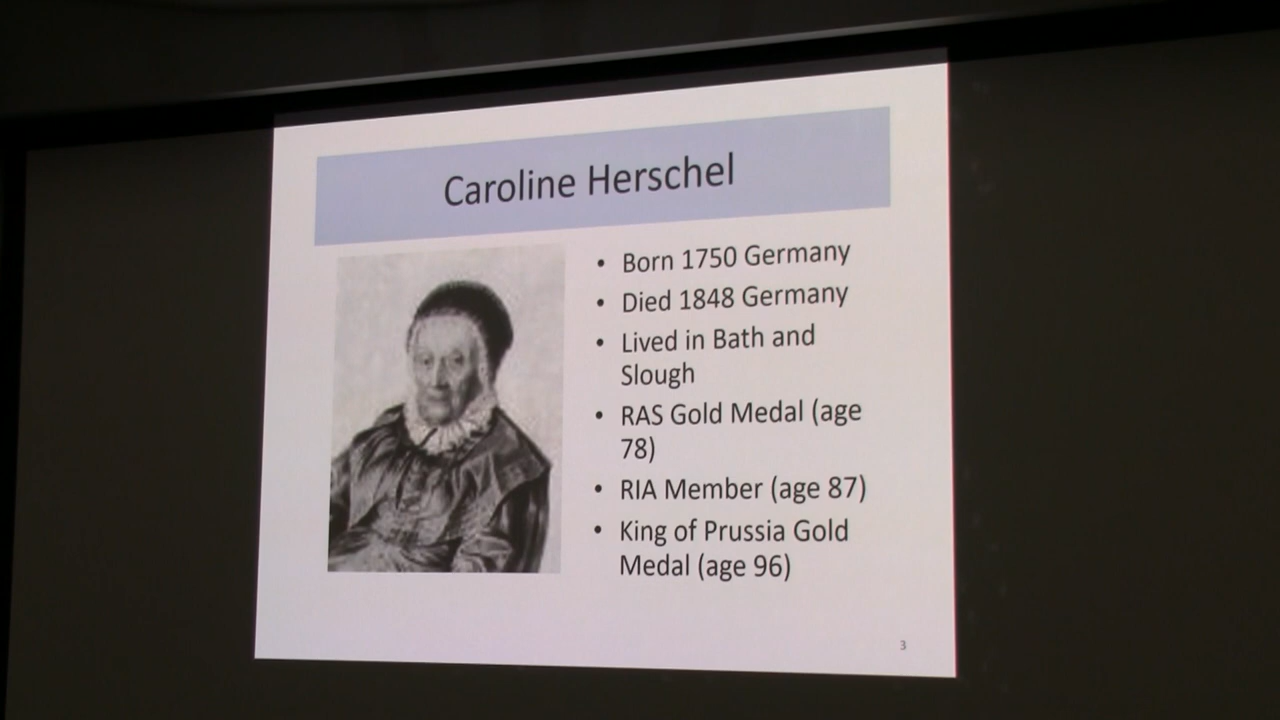 Caroline Herschel
• Born 1750 Germany
• Died 1848 Germany
• Lived in Bath and
Slough
• RAS Gold Medal (age
78)
• RIA Member (age 87)
• King of Prussia Gold
Medal (age 96)
3